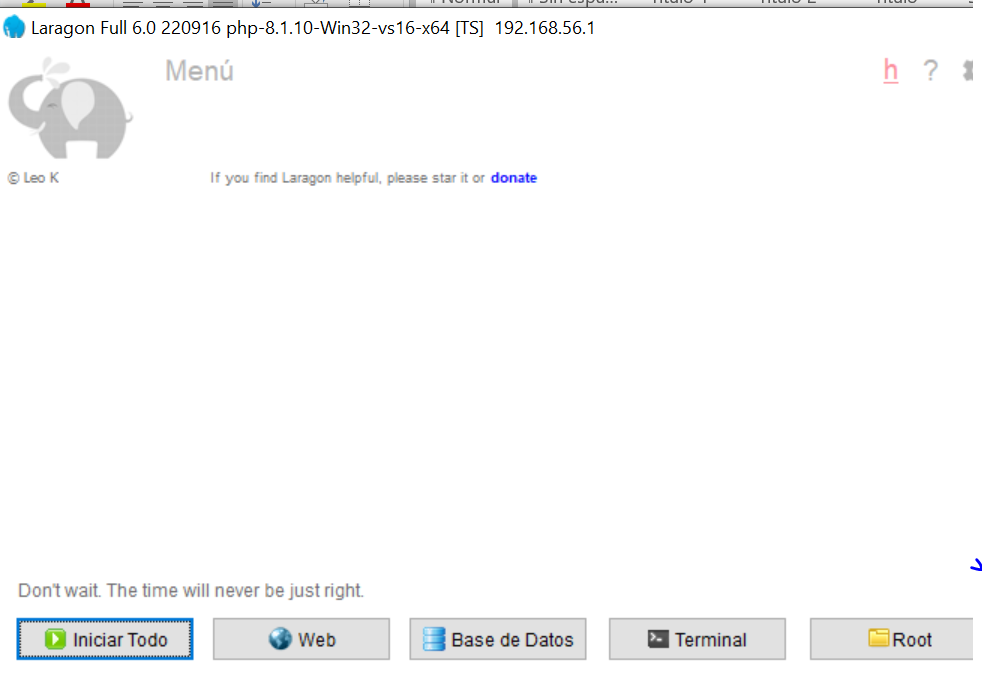 Laragon Full 6.0 220916 php-8.1.10-Win32-vs16-x64 [TS] 192.168.56.1
Menú
h ?
© Leo K
If you find Laragon helpful, please star it or donate
Don't wait. The time will never be just right.
Iniciar Todo Web Base de Datos Terminal Root